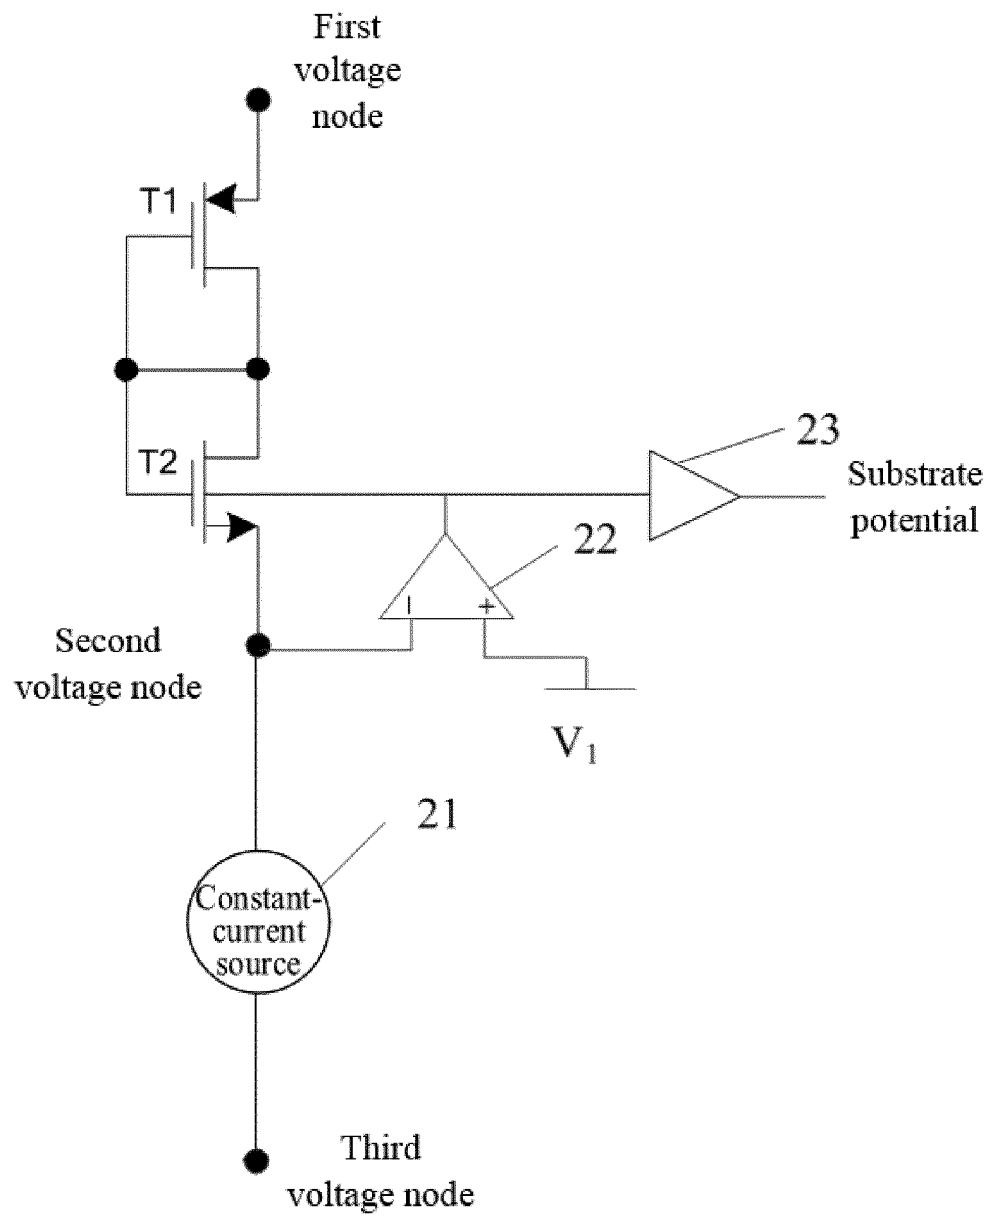 First
voltage
node
T1
T2
23
Substrate
potential
22
- +
Second
voltage node
V₁
21
Constant-
current
source
Third
voltage node